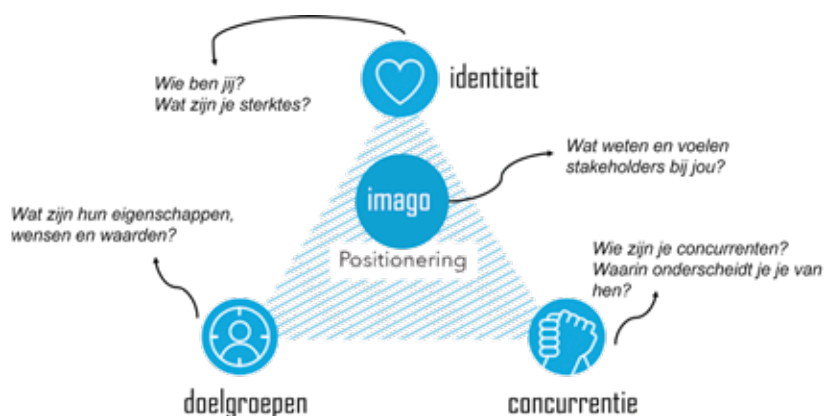 Wie ben jij?
Wat zijn je sterktes?
identiteit
Wat weten en voelen
stakeholders bij jou?
imago
Positionering
Wat zijn hun eigenschappen,
wensen en waarden?
Wie zijn je concurrenten?
Waarin onderscheidt je je van
hen?
doelgroepen
concurrentie